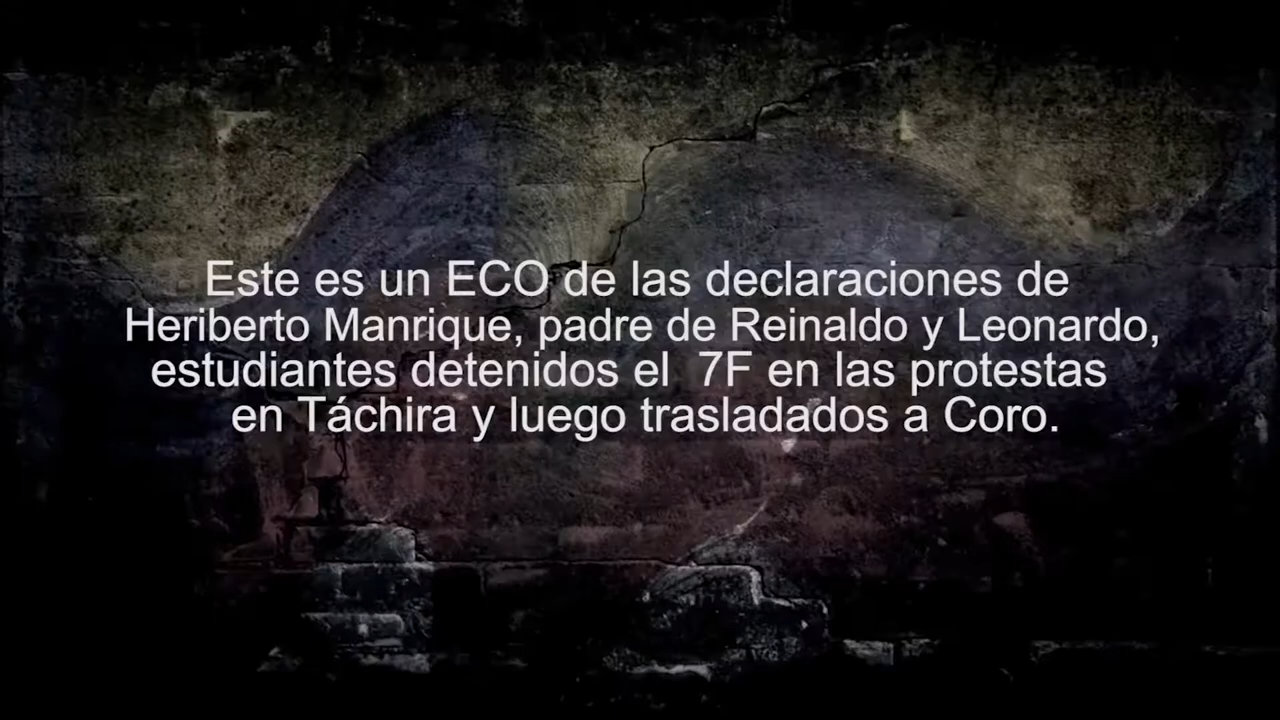 Este es un ECO de las declaraciones de
Heriberto Manrique, padre de Reinaldo y Leonardo,
estudiantes detenidos el  7F en las protestas
en Táchira y luego trasladados a Coro.